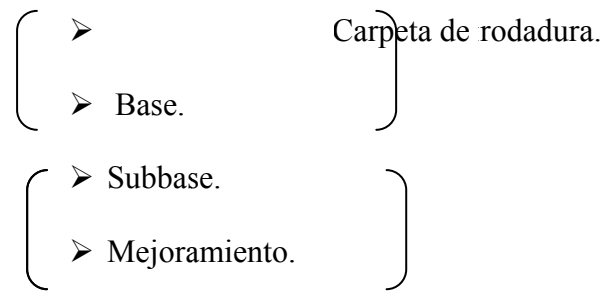 ➢ Carpeta de rodadura.
➢ Base.
➢ Subbase.
➢ Mejoramiento.